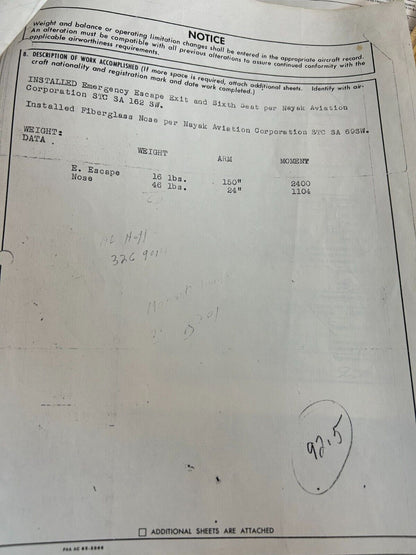 NOTICE
Weight and balance or operating limitation changes shall be entered in the appropriate aircraft record.
An alteration must be compatible with all previous alterations to assure continued conformity with the
applicable airworthiness requirements.
8. DESCRIPTION OF WORK ACCOMPLISHED (If more space is required, attach additional sheets. Identify with air-
craft nationality and registration mark and date work completed.)
INSTALLED Emergency Escape Exit and Sixth Seat per Nayak Aviation
Corporation STC SA 162 SW.
Installed Fiberglass Nose per Nayak Aviation Corporation STC SA 69SW.
WEIGHT:
DATA .
WEIGHT ARM MOMENT
E. Escape 16 lbs. 150" 2400
Nose 46 lbs. 24" 1104
326
92.5
ADDITIONAL SHEETS ARE ATTACHED